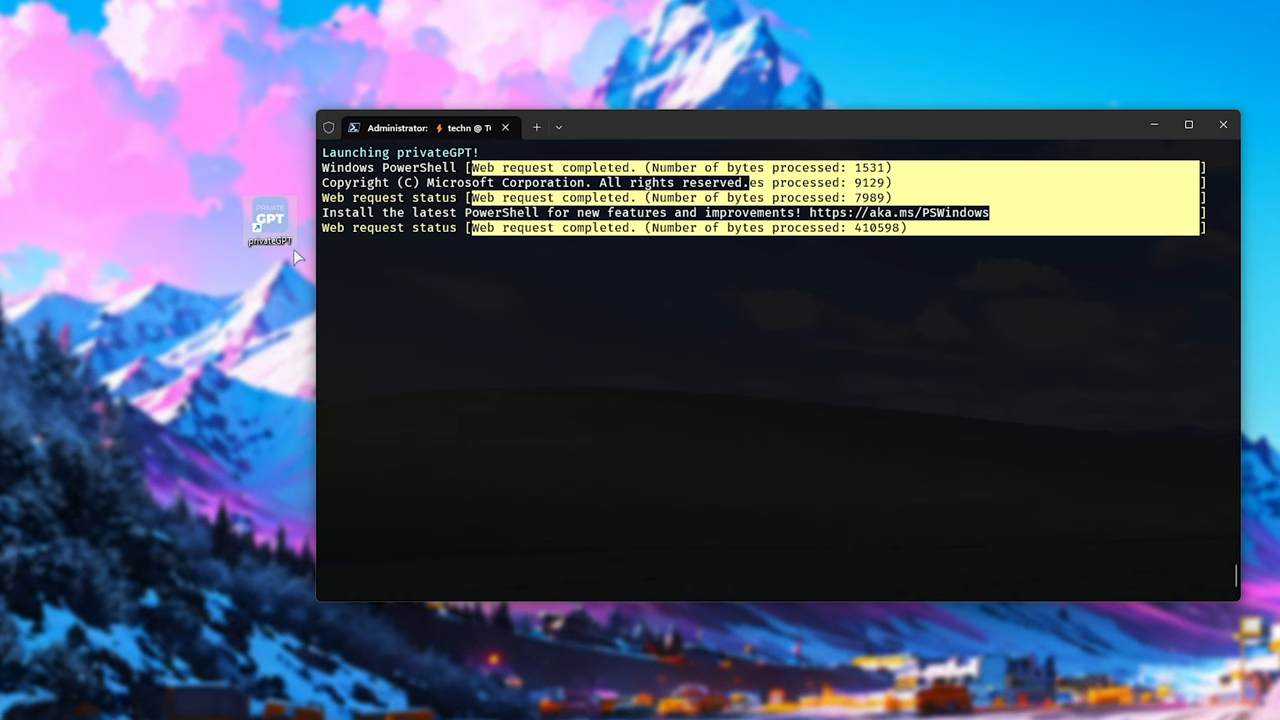 PRIVATE
GPT
privateGPT
Administrator: techn @ T
Launching privateGPT!
Windows PowerShell [Web request completed. (Number of bytes processed: 1531) ]
Copyright (C) Microsoft Corporation. All rights reserved.es processed: 9129) ]
Web request status [Web request completed. (Number of bytes processed: 7989) ]
Install the latest PowerShell for new features and improvements! https://aka.ms/PSWindows ]
Web request status [Web request completed. (Number of bytes processed: 410598) ]